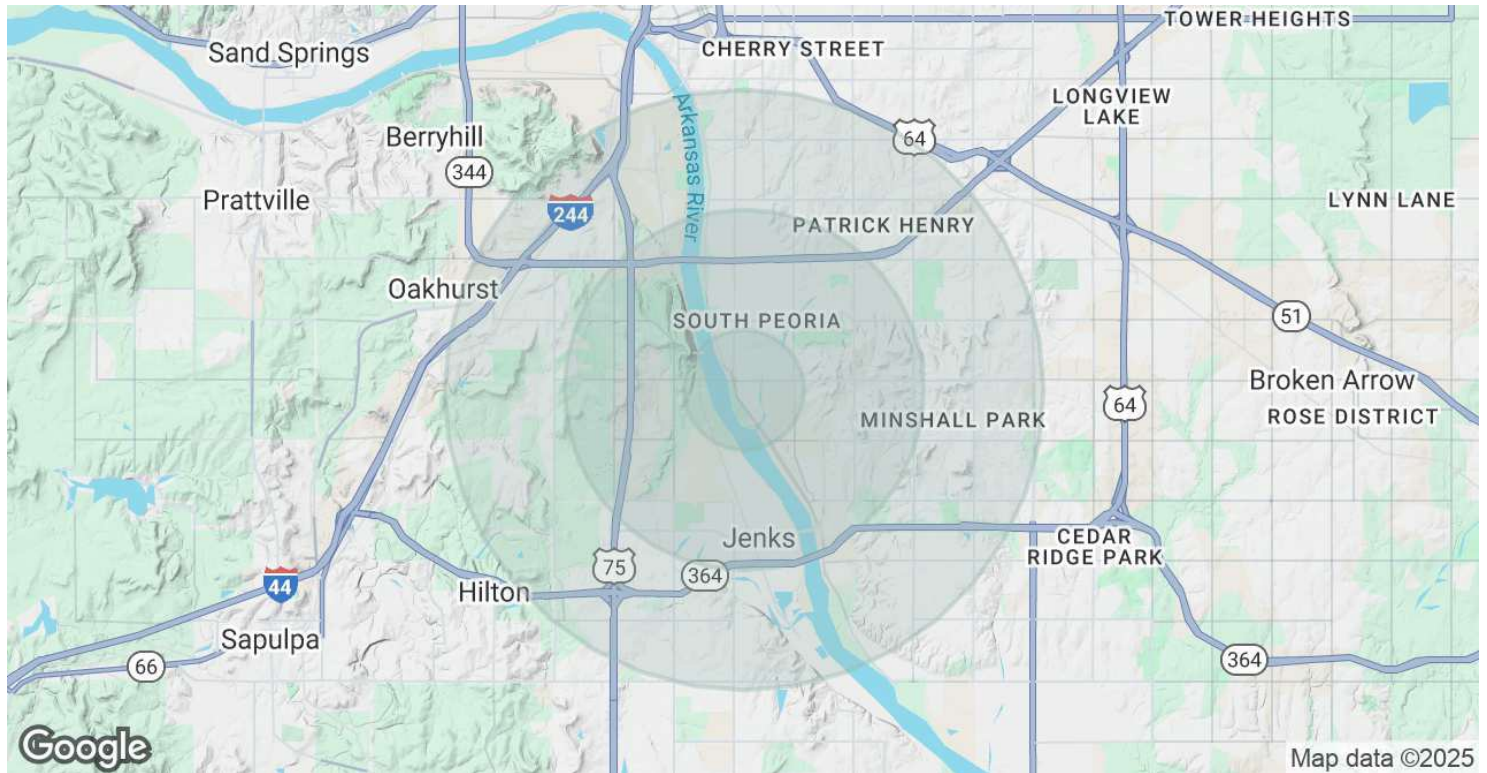 TOWER HEIGHTS
Sand Springs
CHERRY STREET
LONGVIEW
LAKE
Arkansas River
Berryhill
64
344
Prattville
LYNN LANE
244
PATRICK HENRY
Oakhurst
SOUTH PEORIA
51
Broken Arrow
64
ROSE DISTRICT
MINSHALL PARK
Jenks
CEDAR
RIDGE PARK
75
364
44
Hilton
Sapulpa
66
364
Google
Map data ©2025